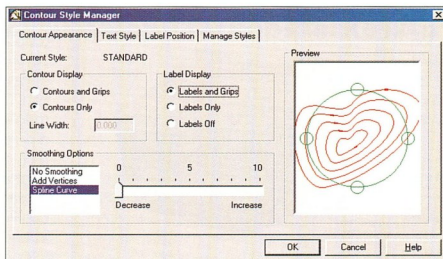 Contour Style Manager
Contour Appearance Text Style Label Position Manage Styles
Current Style: STANDARD
Contour Display
Contours and Grips
Contours Only
Line Width: 0.000
Label Display
Labels and Grips
Labels Only
Labels Off
Smoothing Options
No Smoothing
Add Vertices
Spline Curve
0 5 10
Decrease Increase
Preview
OK Cancel Help